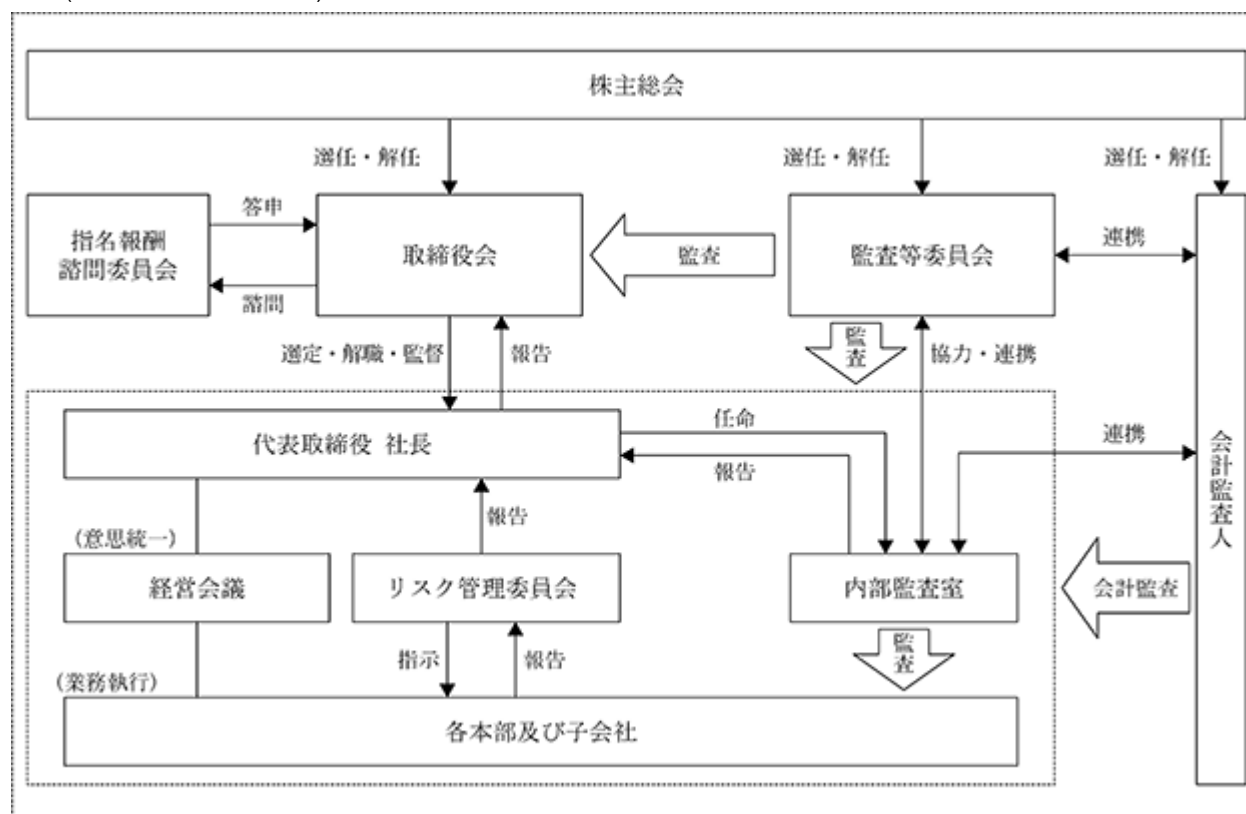 株主総会
選任・解任
選任・解任
選任・解任
指名報酬
諮問委員会
答申
諮問
取締役会
監査
監査等委員会
連携
選定・解職・監督
報告
監査
協力・連携
代表取締役 社長
任命
報告
連携
会計監査人
(意思統一)
報告
経営会議
リスク管理委員会
内部監査室
会計監査
(業務執行)
指示
報告
監査
各本部及び子会社